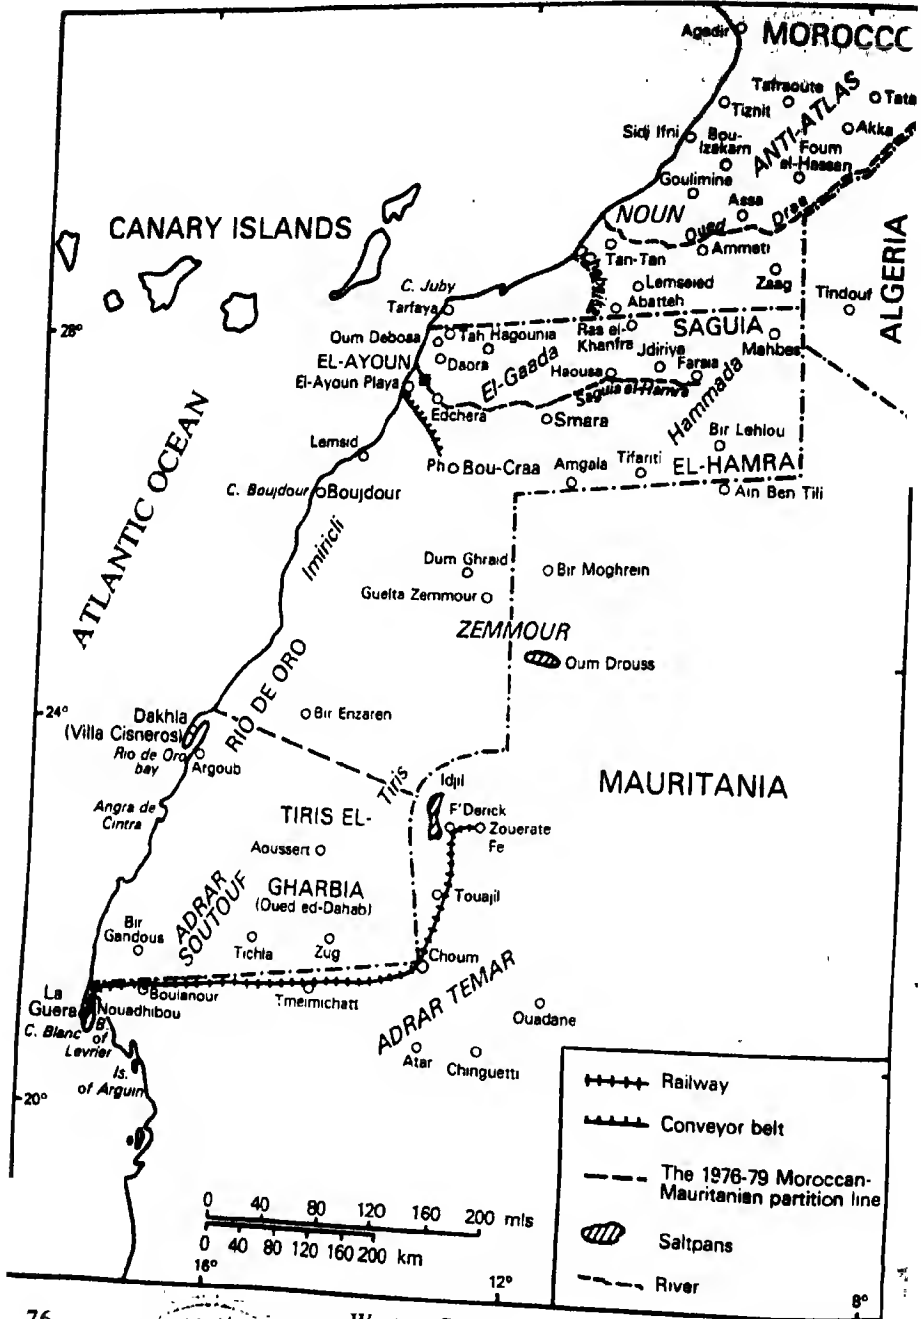 Agadir
MOROCCO
Tafraoute
Tata
Tiznit
ANTI-ATLAS
Akka
Sidi Ifni
Bou-
Izakarn
Foum
el-Hassan
Goulimine
Assa
NOUN
Oued Draa
CANARY ISLANDS
Tan-Tan
Ammeti
ALGERIA
C. Juby
Lemseied
Zaag
Tindouf
Tarfaya
Abatteh
28°
Oum Deboaa
Tah
Hagounia
Ras el-
Khanfra
SAGUIA
EL-AYOUN
Daora
El-Gaada
Jdiriya
Farsia
Mahbes
El-Ayoun Playa
Haousa
Saguia el-Hamra
Hammada
Edchera
Smara
ATLANTIC OCEAN
Lemsid
Bir Lehlou
Ph
Bou-Craa
Amgala
Tifariti
EL-HAMRA
C. Boujdour
Boujdour
Ain Ben Tili
Imiricli
Dum Ghraid
Bir Moghrein
Guelta Zemmour
ZEMMOUR
Oum Drouss
RIO DE ORO
24°
Dakhla
(Villa Cisneros)
Bir Enzaren
Rio de Oro
bay
Argoub
Tiris
Idjil
MAURITANIA
Angra de
Cintra
TIRIS EL-
F'Derick
Zouerate
Fe
Aoussert
GHARBIA
(Oued ed-Dahab)
Touajil
ADRAR
SOUTOUF
Bir
Gandous
Tichla
Zug
Choum
La
Guera
Boulanour
Nouadhibou
Tmeimichatt
ADRAR TEMAR
C. Blanc
B.
of
Levrier
Ouadane
Is.
of Arguin
Atar
Chinguetti
20°
Railway
Conveyor belt
The 1976-79 Moroccan-
Mauritanian partition line
Saltpans
River
0 40 80 120 160 200 mls
0 40 80 120 160 200 km
16°
12°
8°
76